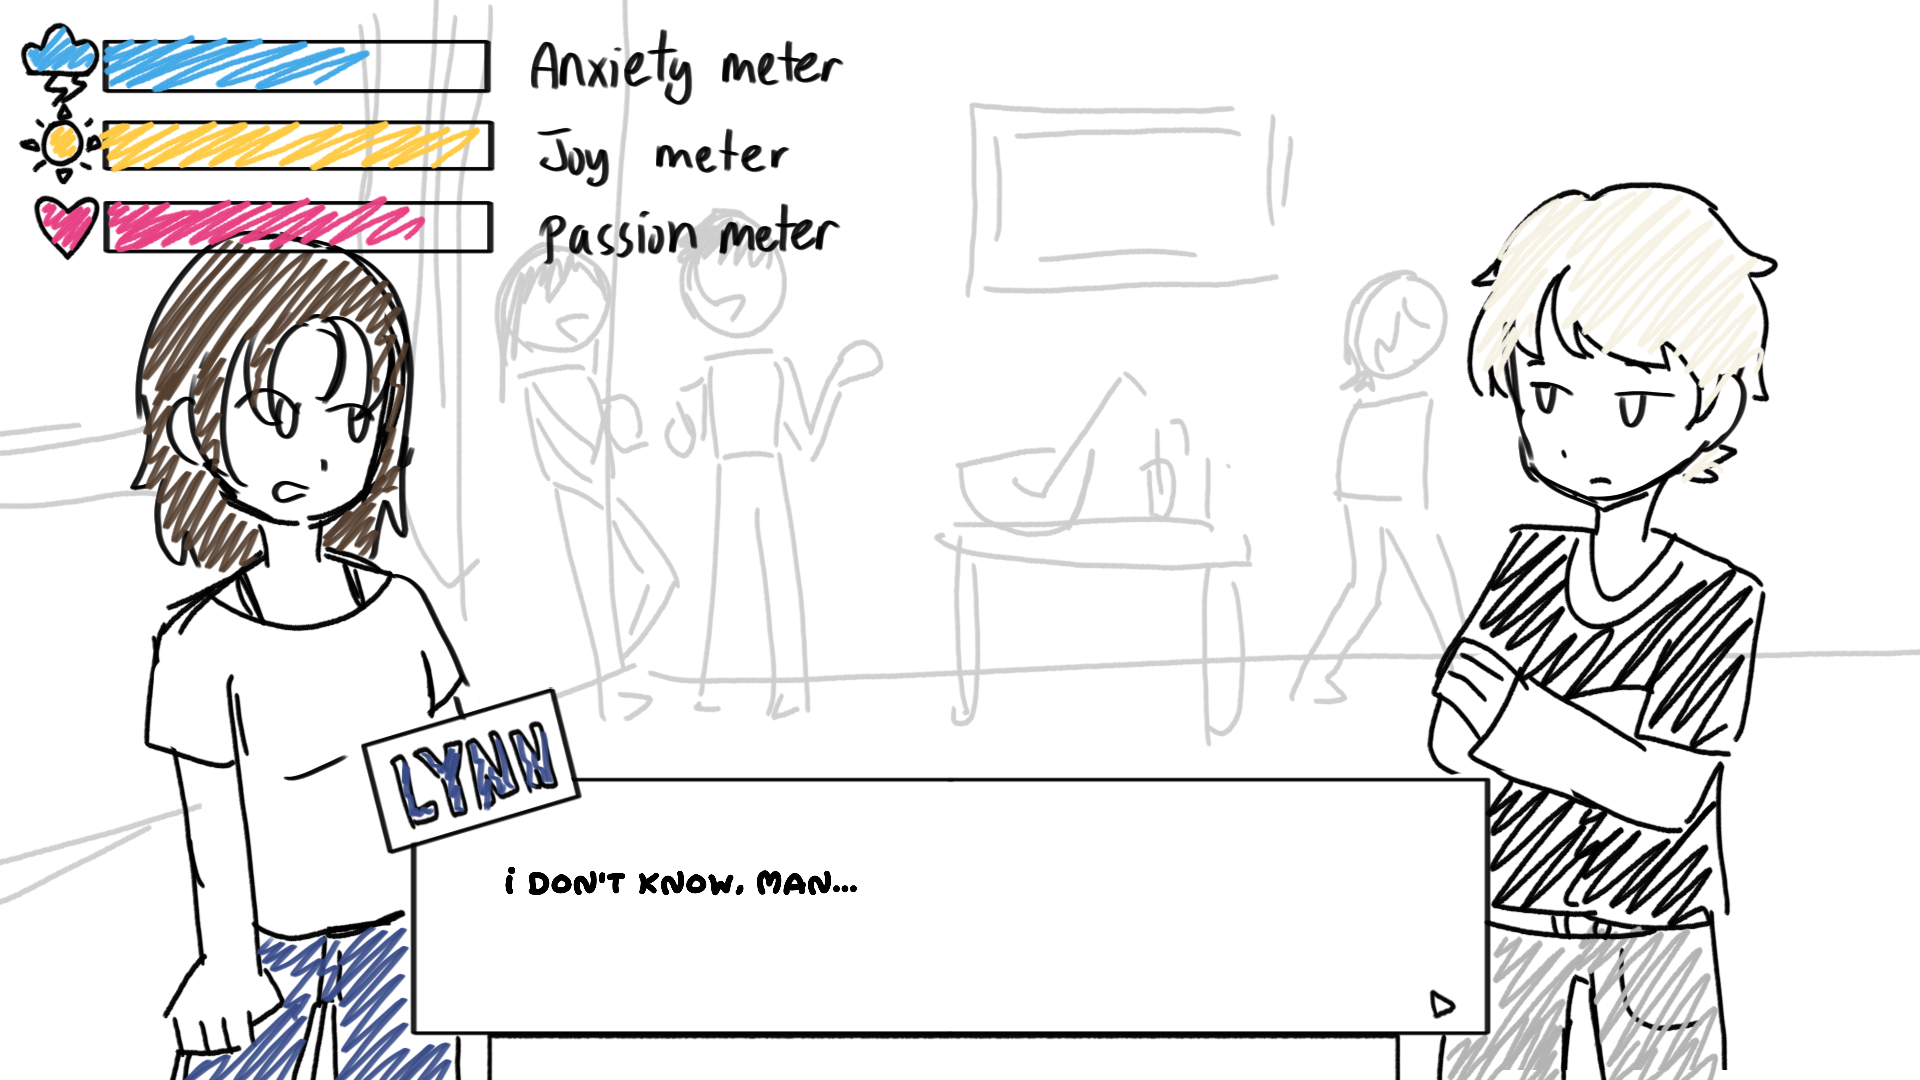 Anxiety meter
Joy meter
Passion meter
LYNN
i DON'T KNOW, MAN...